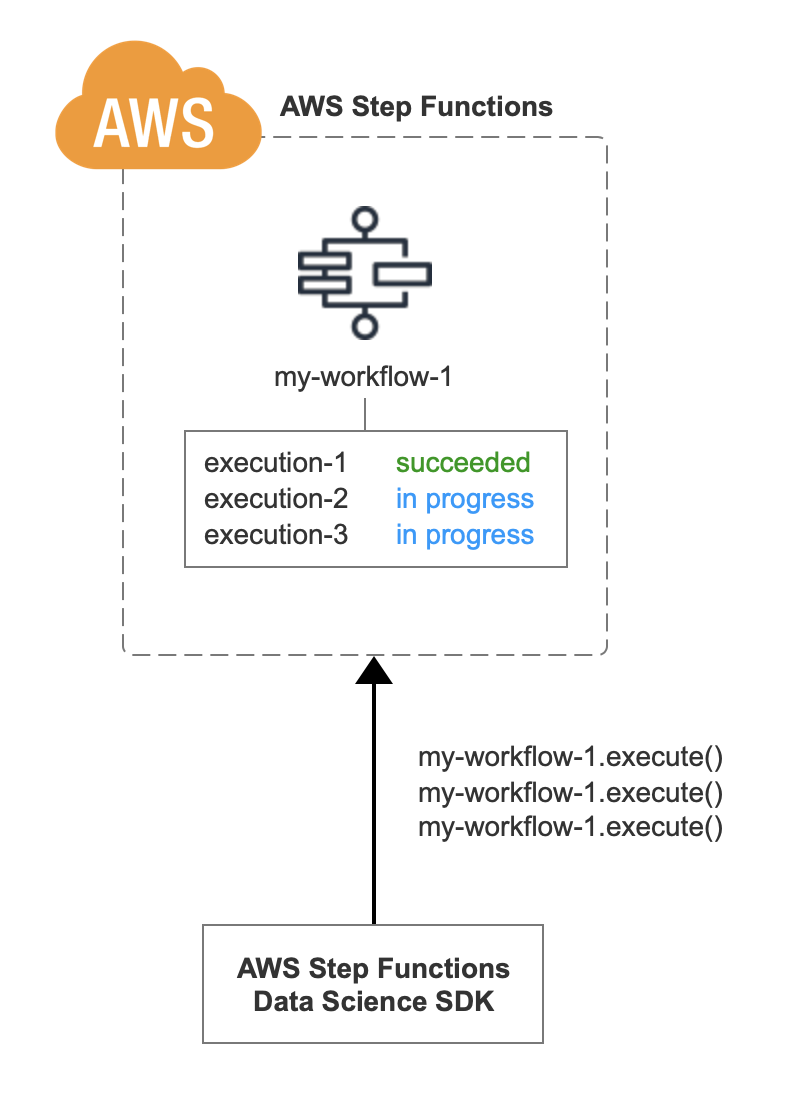 AWS
AWS Step Functions
my-workflow-1
execution-1 succeeded
execution-2 in progress
execution-3 in progress
my-workflow-1.execute()
my-workflow-1.execute()
my-workflow-1.execute()
AWS Step Functions
Data Science SDK